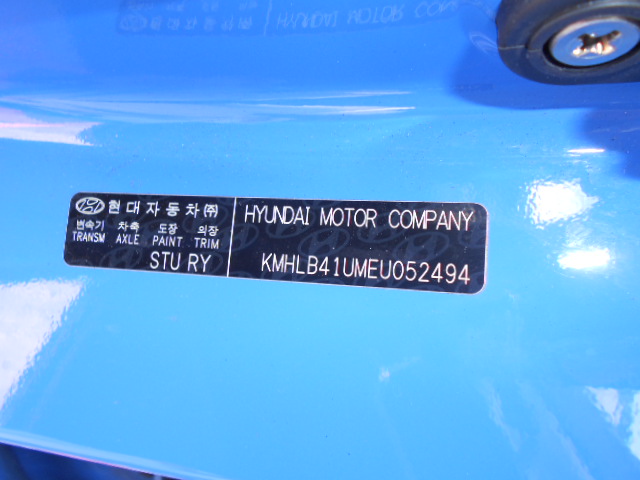 현대자동차㈜
변속기 차축 도장 의장
TRANSM AXLE PAINT TRIM
STU RY
HYUNDAI MOTOR COMPANY
KMHLB41UMEU052494